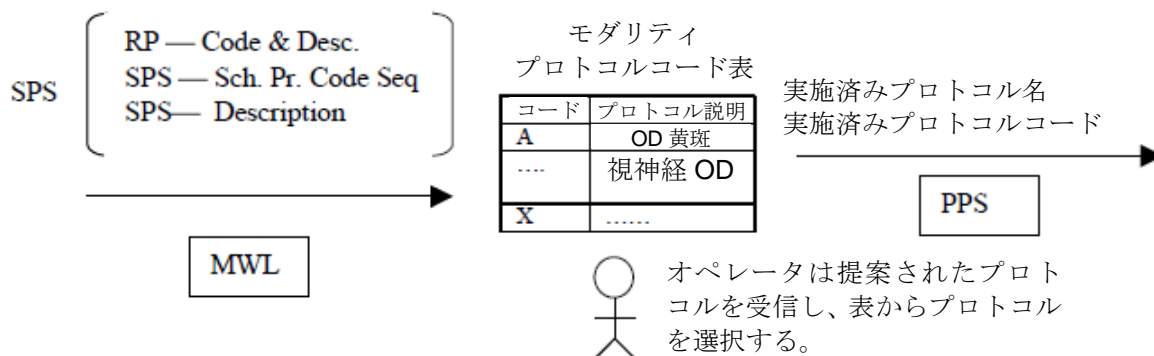 SPS
RP — Code & Desc.
SPS — Sch. Pr. Code Seq
SPS— Description
MWL
モダリティ
プロトコルコード表
コード プロトコル説明
A OD 黄斑
.... 視神経 OD
X ......
オペレータは提案されたプロト
コルを受信し、表からプロトコル
を選択する。
実施済みプロトコル名
実施済みプロトコルコード
PPS